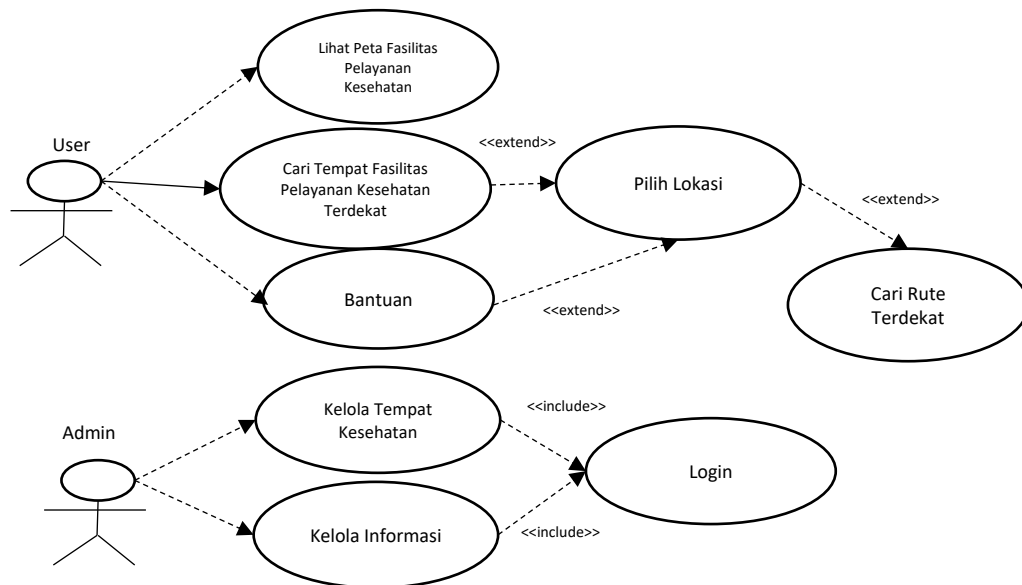 Lihat Peta Fasilitas
Pelayanan
Kesehatan
User
<<extend>>
Cari Tempat Fasilitas
Pelayanan Kesehatan
Terdekat
Pilih Lokasi
<<extend>>
Bantuan
<<extend>>
Cari Rute
Terdekat
Admin
Kelola Tempat
Kesehatan
<<include>>
Login
Kelola Informasi
<<include>>